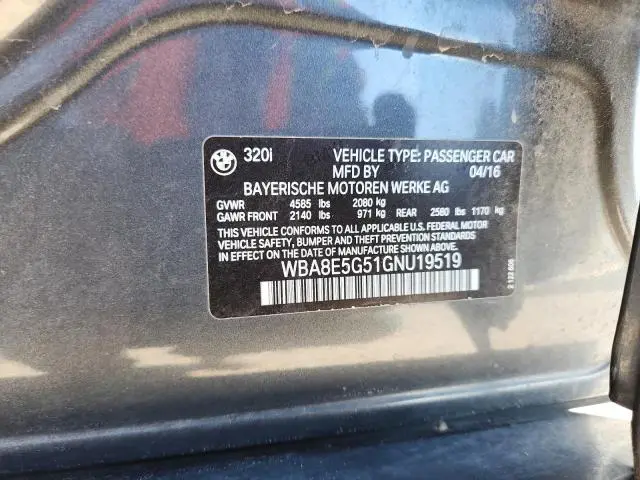 320i VEHICLE TYPE: PASSENGER CAR
MFD BY 04/16
BAYERISCHE MOTOREN WERKE AG
GVWR 4585 lbs 2080 kg
GAWR FRONT 2140 lbs 971 kg REAR 2580 lbs 1170 kg
THIS VEHICLE CONFORMS TO ALL APPLICABLE U.S. FEDERAL MOTOR
VEHICLE SAFETY, BUMPER AND THEFT PREVENTION STANDARDS
IN EFFECT ON THE DATE OF MANUFACTURE SHOWN ABOVE.
WBA8E5G51GNU19519